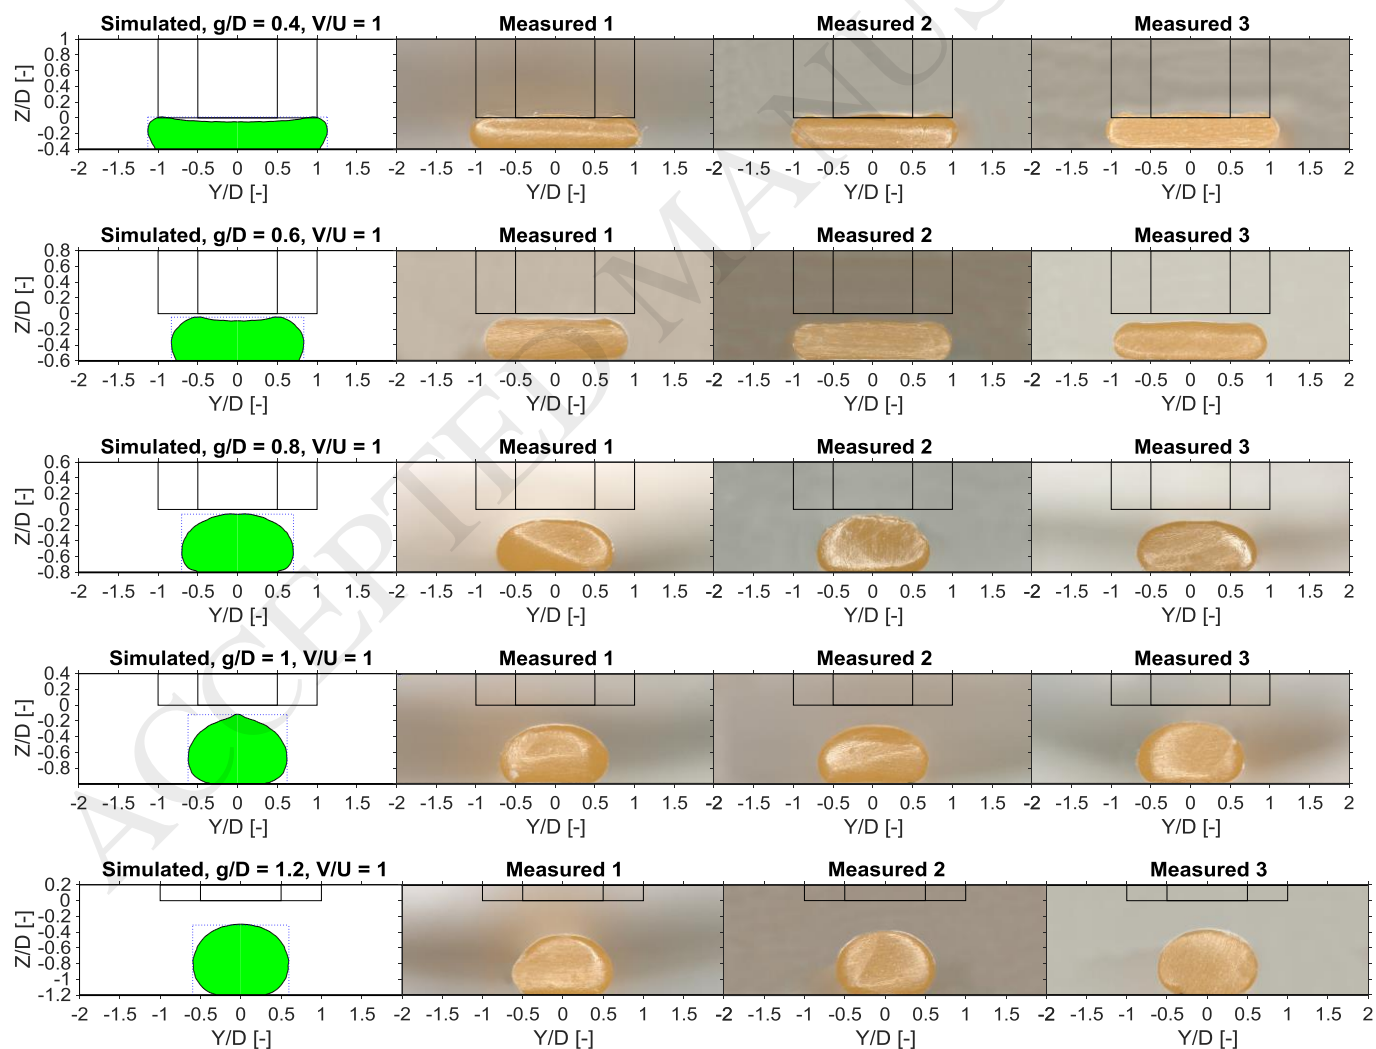 Simulated, g/D = 0.4, V/U = 1 Measured 1 Measured 2 Measured 3
Z/D [-]
1
0.8
0.6
0.4
0.2
0
-0.2
-0.4
-2 -1.5 -1 -0.5 0 0.5 1 1.5 -2 -1.5 -1 -0.5 0 0.5 1 1.5 -2 -1.5 -1 -0.5 0 0.5 1 1.5 -2 -1.5 -1 -0.5 0 0.5 1 1.5 2
Y/D [-] Y/D [-] Y/D [-] Y/D [-]
Simulated, g/D = 0.6, V/U = 1 Measured 1 Measured 2 Measured 3
Z/D [-]
0.8
0.6
0.4
0.2
0
-0.2
-0.4
-0.6
-2 -1.5 -1 -0.5 0 0.5 1 1.5 -2 -1.5 -1 -0.5 0 0.5 1 1.5 -2 -1.5 -1 -0.5 0 0.5 1 1.5 -2 -1.5 -1 -0.5 0 0.5 1 1.5 2
Y/D [-] Y/D [-] Y/D [-] Y/D [-]
Simulated, g/D = 0.8, V/U = 1 Measured 1 Measured 2 Measured 3
Z/D [-]
0.6
0.4
0.2
0
-0.2
-0.4
-0.6
-0.8
-2 -1.5 -1 -0.5 0 0.5 1 1.5 -2 -1.5 -1 -0.5 0 0.5 1 1.5 -2 -1.5 -1 -0.5 0 0.5 1 1.5 -2 -1.5 -1 -0.5 0 0.5 1 1.5 2
Y/D [-] Y/D [-] Y/D [-] Y/D [-]
Simulated, g/D = 1, V/U = 1 Measured 1 Measured 2 Measured 3
Z/D [-]
0.4
0.2
0
-0.2
-0.4
-0.6
-0.8
-2 -1.5 -1 -0.5 0 0.5 1 1.5 -2 -1.5 -1 -0.5 0 0.5 1 1.5 -2 -1.5 -1 -0.5 0 0.5 1 1.5 -2 -1.5 -1 -0.5 0 0.5 1 1.5 2
Y/D [-] Y/D [-] Y/D [-] Y/D [-]
Simulated, g/D = 1.2, V/U = 1 Measured 1 Measured 2 Measured 3
Z/D [-]
0.2
0
-0.2
-0.4
-0.6
-0.8
-1
-1.2
-2 -1.5 -1 -0.5 0 0.5 1 1.5 -2 -1.5 -1 -0.5 0 0.5 1 1.5 -2 -1.5 -1 -0.5 0 0.5 1 1.5 -2 -1.5 -1 -0.5 0 0.5 1 1.5 2
Y/D [-] Y/D [-] Y/D [-] Y/D [-]
ACCEPTED MANUS